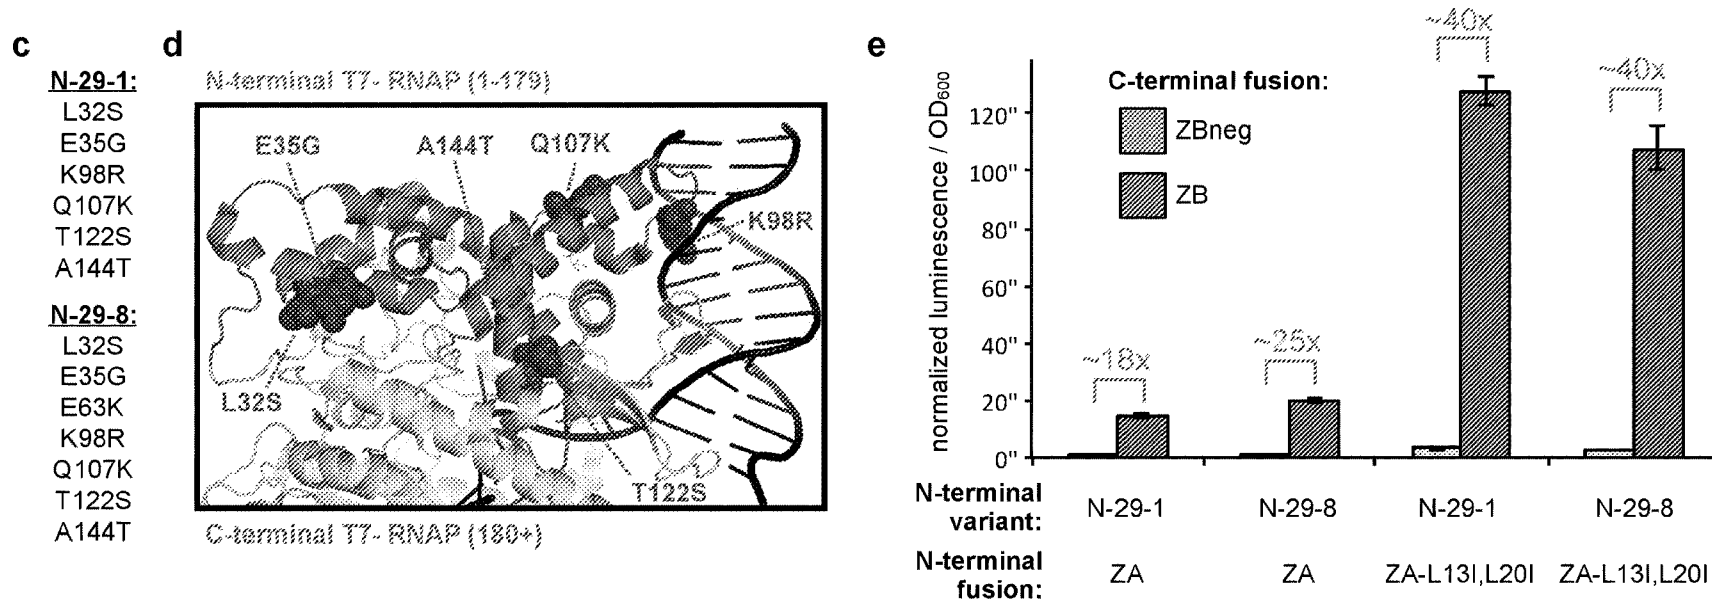 c
N-29-1:
L32S
E35G
K98R
Q107K
T122S
A144T
N-29-8:
L32S
E35G
E63K
K98R
Q107K
T122S
A144T
d
N-terminal T7- RNAP (1-179)
E35G
A144T
Q107K
K98R
L32S
T122S
C-terminal T7- RNAP (180+)
e
normalized luminescence / OD600
120"
100"
80"
60"
40"
20"
0"
C-terminal fusion:
ZBneg
ZB
~18x
~25x
~40x
~40x
N-terminal
variant:
N-29-1
N-29-8
N-29-1
N-29-8
N-terminal
fusion:
ZA
ZA
ZA-L13I,L20I
ZA-L13I,L20I